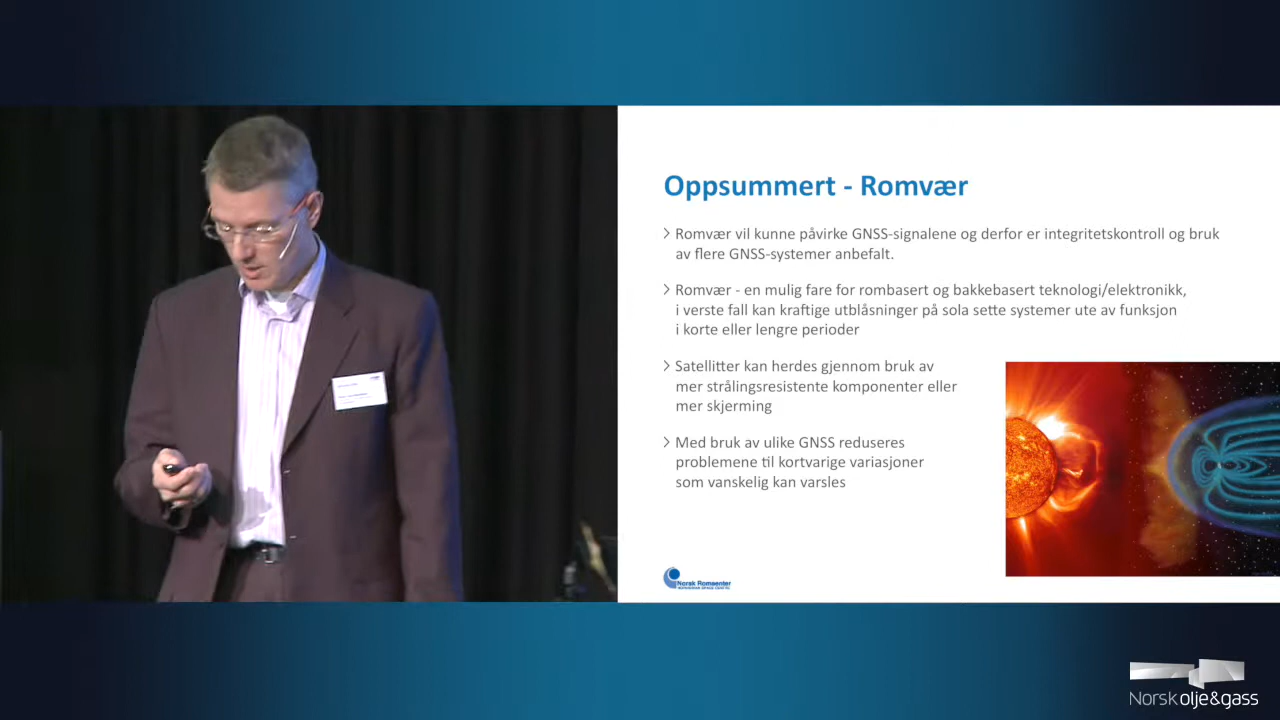 Oppsummert - Romvær
Romvær vil kunne påvirke GNSS-signalene og derfor er integritetskontroll og bruk
av flere GNSS-systemer anbefalt.
Romvær - en mulig fare for rombasert og bakkebasert teknologi/elektronikk,
i verste fall kan kraftige utblåsninger på sola sette systemer ute av funksjon
i korte eller lengre perioder
Satellitter kan herdes gjennom bruk av
mer strålingsresistente komponenter eller
mer skjerming
Med bruk av ulike GNSS reduseres
problemene til kortvarige variasjoner
som vanskelig kan varsles
Norsk Romsenter
NORWEGIAN SPACE CENTRE
Norsk olje&gass